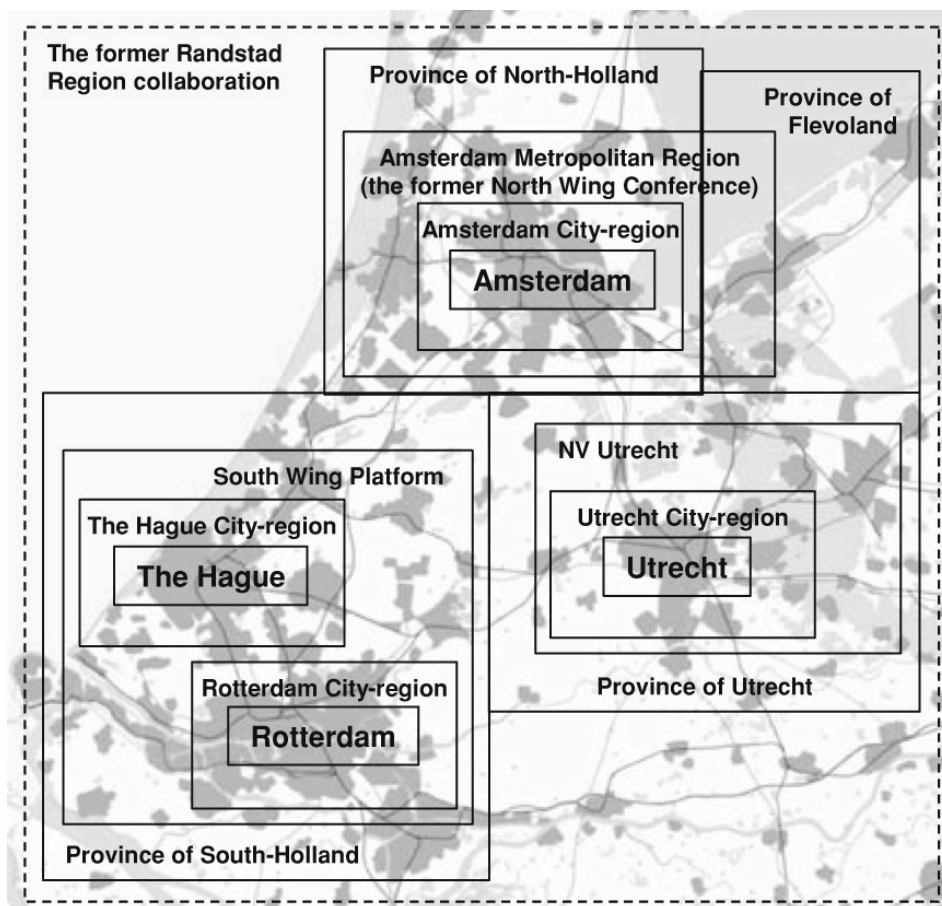 The former Randstad
Region collaboration
Province of North-Holland
Province of
Flevoland
Amsterdam Metropolitan Region
(the former North Wing Conference)
Amsterdam City-region
Amsterdam
South Wing Platform
The Hague City-region
The Hague
Rotterdam City-region
Rotterdam
Province of South-Holland
NV Utrecht
Utrecht City-region
Utrecht
Province of Utrecht